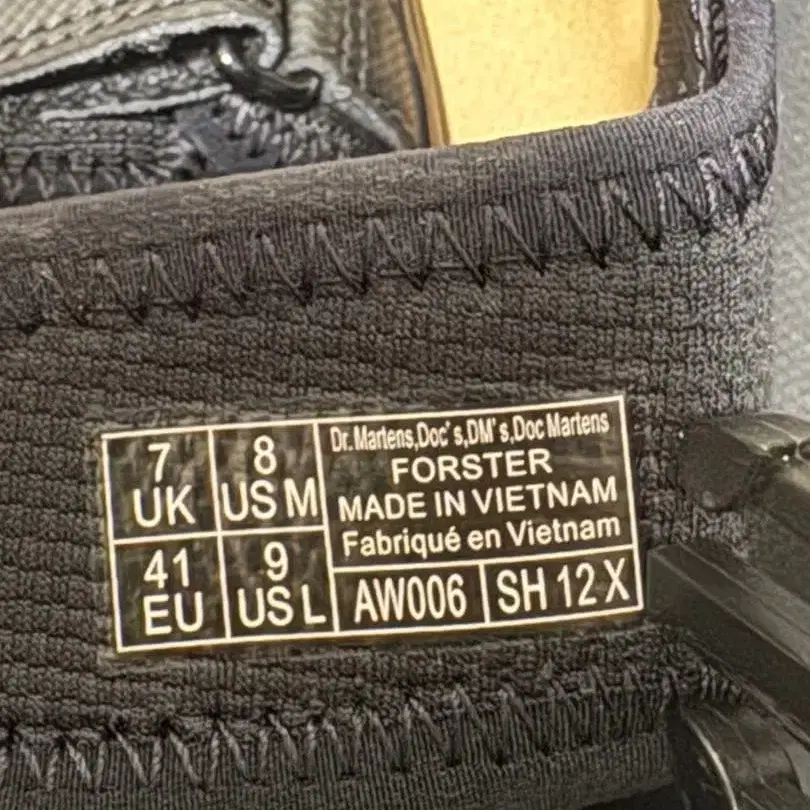 7
UK
8
US M
41
EU
9
US L
Dr.Martens,Doc's,DM's,Doc Martens
FORSTER
MADE IN VIETNAM
Fabriqué en Vietnam
AW006
SH 12 X